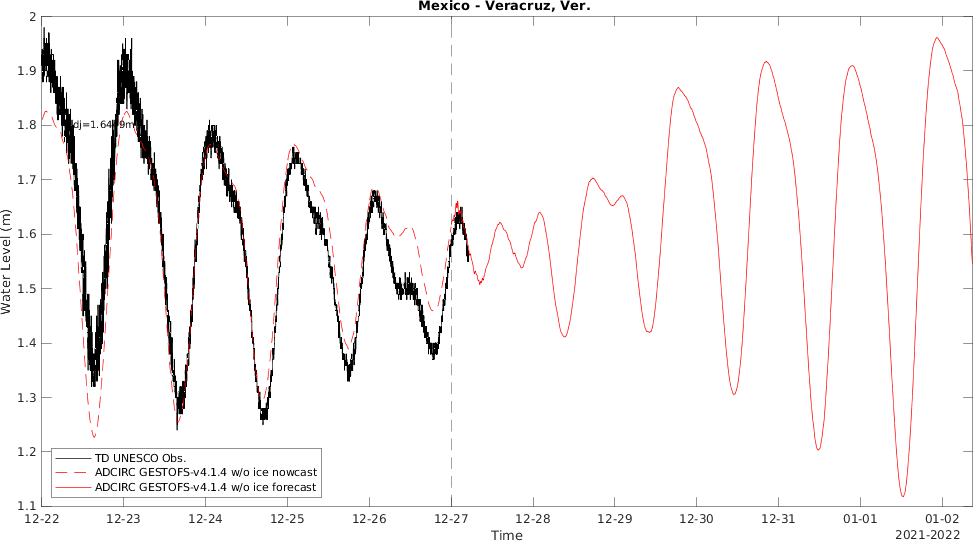 Mexico - Veracruz, Ver.
Water Level (m)
2
1.9
1.8
1.7
1.6
1.5
1.4
1.3
1.2
1.1
TD UNESCO Obs.
ADCIRC GESTOFS-v4.1.4 w/o ice nowcast
ADCIRC GESTOFS-v4.1.4 w/o ice forecast
12-22 12-23 12-24 12-25 12-26 12-27 12-28 12-29 12-30 12-31 01-01 01-02
Time
2021-2022